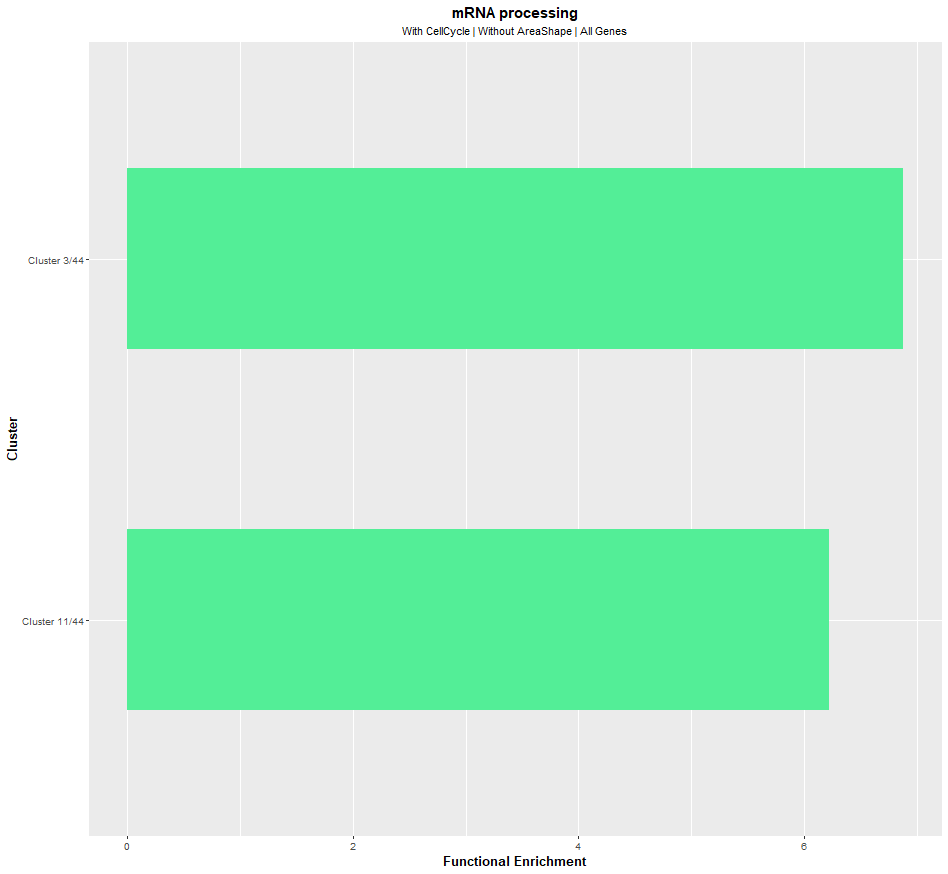 mRNA processing
With CellCycle | Without AreaShape | All Genes
Cluster
Cluster 3/44
Cluster 11/44
0 2 4 6
Functional Enrichment